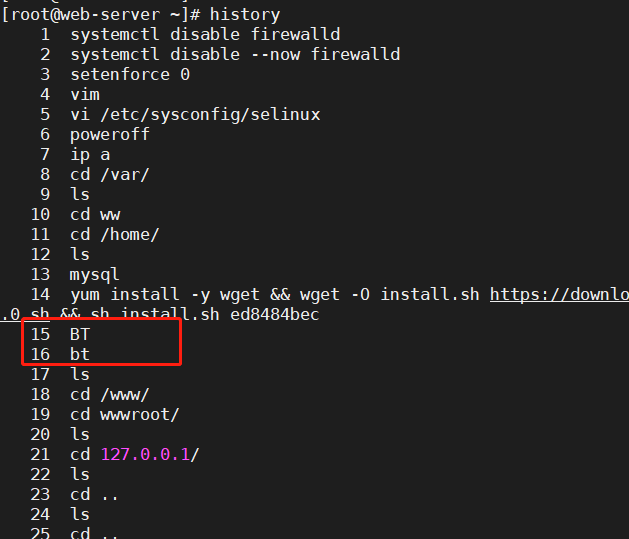 [root@web-server ~]# history
1 systemctl disable firewalld
2 systemctl disable --now firewalld
3 setenforce 0
4 vim
5 vi /etc/sysconfig/selinux
6 poweroff
7 ip a
8 cd /var/
9 ls
10 cd ww
11 cd /home/
12 ls
13 mysql
14 yum install -y wget && wget -O install.sh https://downlo
.0.sh && sh install.sh ed8484bec
15 BT
16 bt
17 ls
18 cd /www/
19 cd wwwroot/
20 ls
21 cd 127.0.0.1/
22 ls
23 cd ..
24 ls
25 cd ..